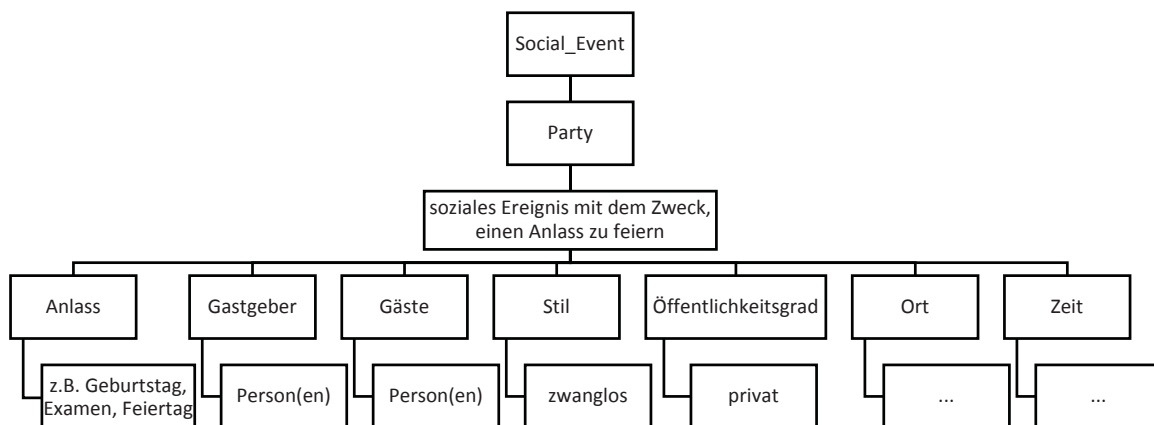 Social_Event
Party
soziales Ereignis mit dem Zweck,
einen Anlass zu feiern
Anlass
Gastgeber
Gäste
Stil
Öffentlichkeitsgrad
Ort
Zeit
z.B. Geburtstag,
Examen, Feiertag
Person(en)
Person(en)
zwanglos
privat
...
...